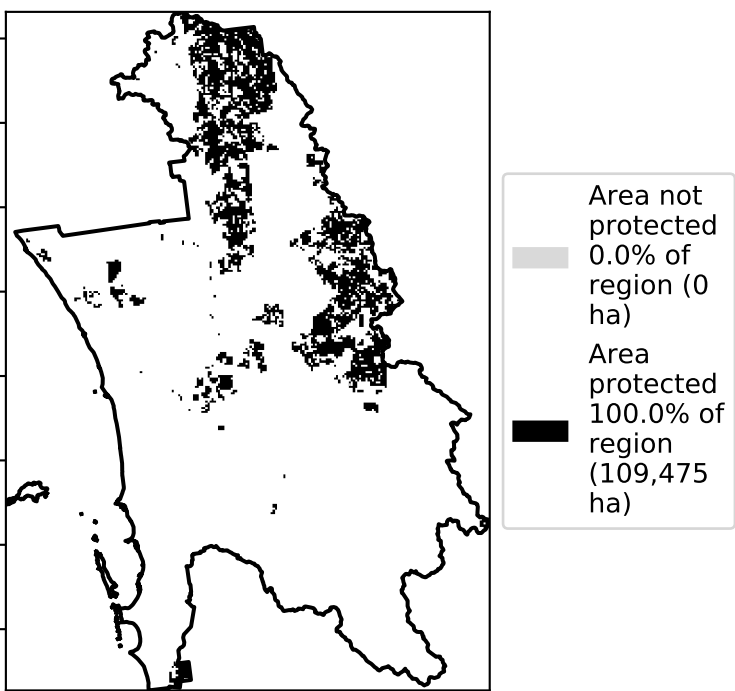 Area not
protected
0.0% of
region (0
ha)
Area
protected
100.0% of
region
(109,475
ha)